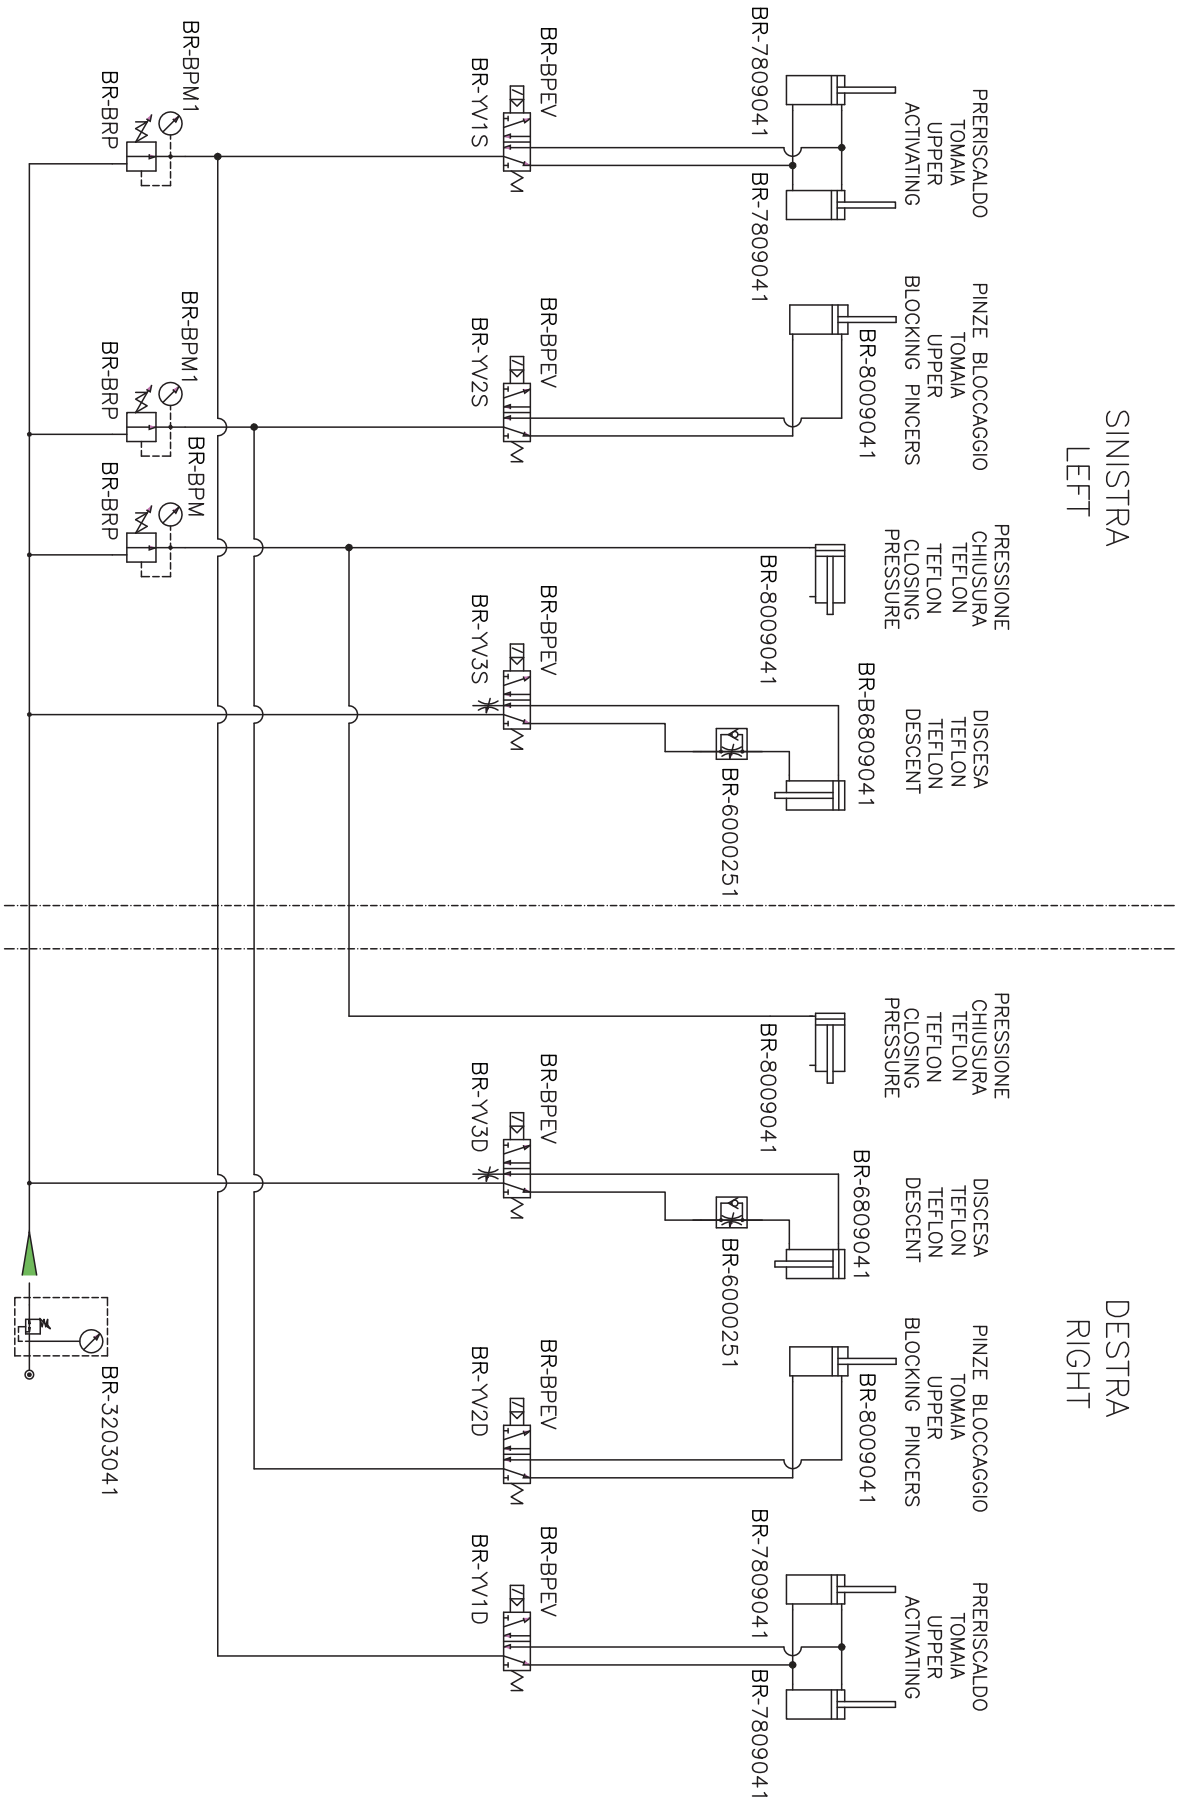 SINISTRA
LEFT
DESTRA
RIGHT
PRERISCALDO
TOMAIA
UPPER
ACTIVATING
PINZE BLOCCAGGIO
TOMAIA
UPPER
BLOCKING PINCERS
PRESSIONE
CHIUSURA
TEFLON
TEFLON
CLOSING
PRESSURE
DISCESA
TEFLON
TEFLON
DESCENT
PRESSIONE
CHIUSURA
TEFLON
TEFLON
CLOSING
PRESSURE
DISCESA
TEFLON
TEFLON
DESCENT
PINZE BLOCCAGGIO
TOMAIA
UPPER
BLOCKING PINCERS
PRERISCALDO
TOMAIA
UPPER
ACTIVATING
BR-7809041
BR-7809041
BR-8009041
BR-8009041
BR-B6809041
BR-6000251
BR-8009041
BR-6809041
BR-6000251
BR-8009041
BR-7809041
BR-7809041
BR-BPEV
BR-YV1S
BR-BPEV
BR-YV2S
BR-BPEV
BR-YV3S
BR-BPEV
BR-YV3D
BR-BPEV
BR-YV2D
BR-BPEV
BR-YV1D
BR-BPM1
BR-BRP
BR-BPM1
BR-BRP
BR-BPM
BR-BRP
BR-3203041